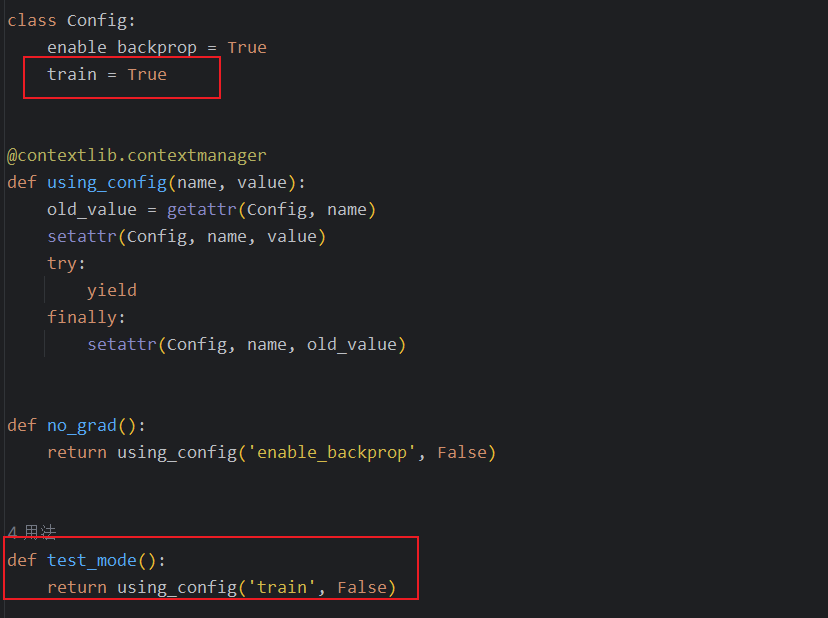 class Config:
    enable_backprop = True
    train = True
@contextlib.contextmanager
def using_config(name, value):
    old_value = getattr(Config, name)
    setattr(Config, name, value)
    try:
        yield
    finally:
        setattr(Config, name, old_value)
def no_grad():
    return using_config('enable_backprop', False)
4 用法
def test_mode():
    return using_config('train', False)